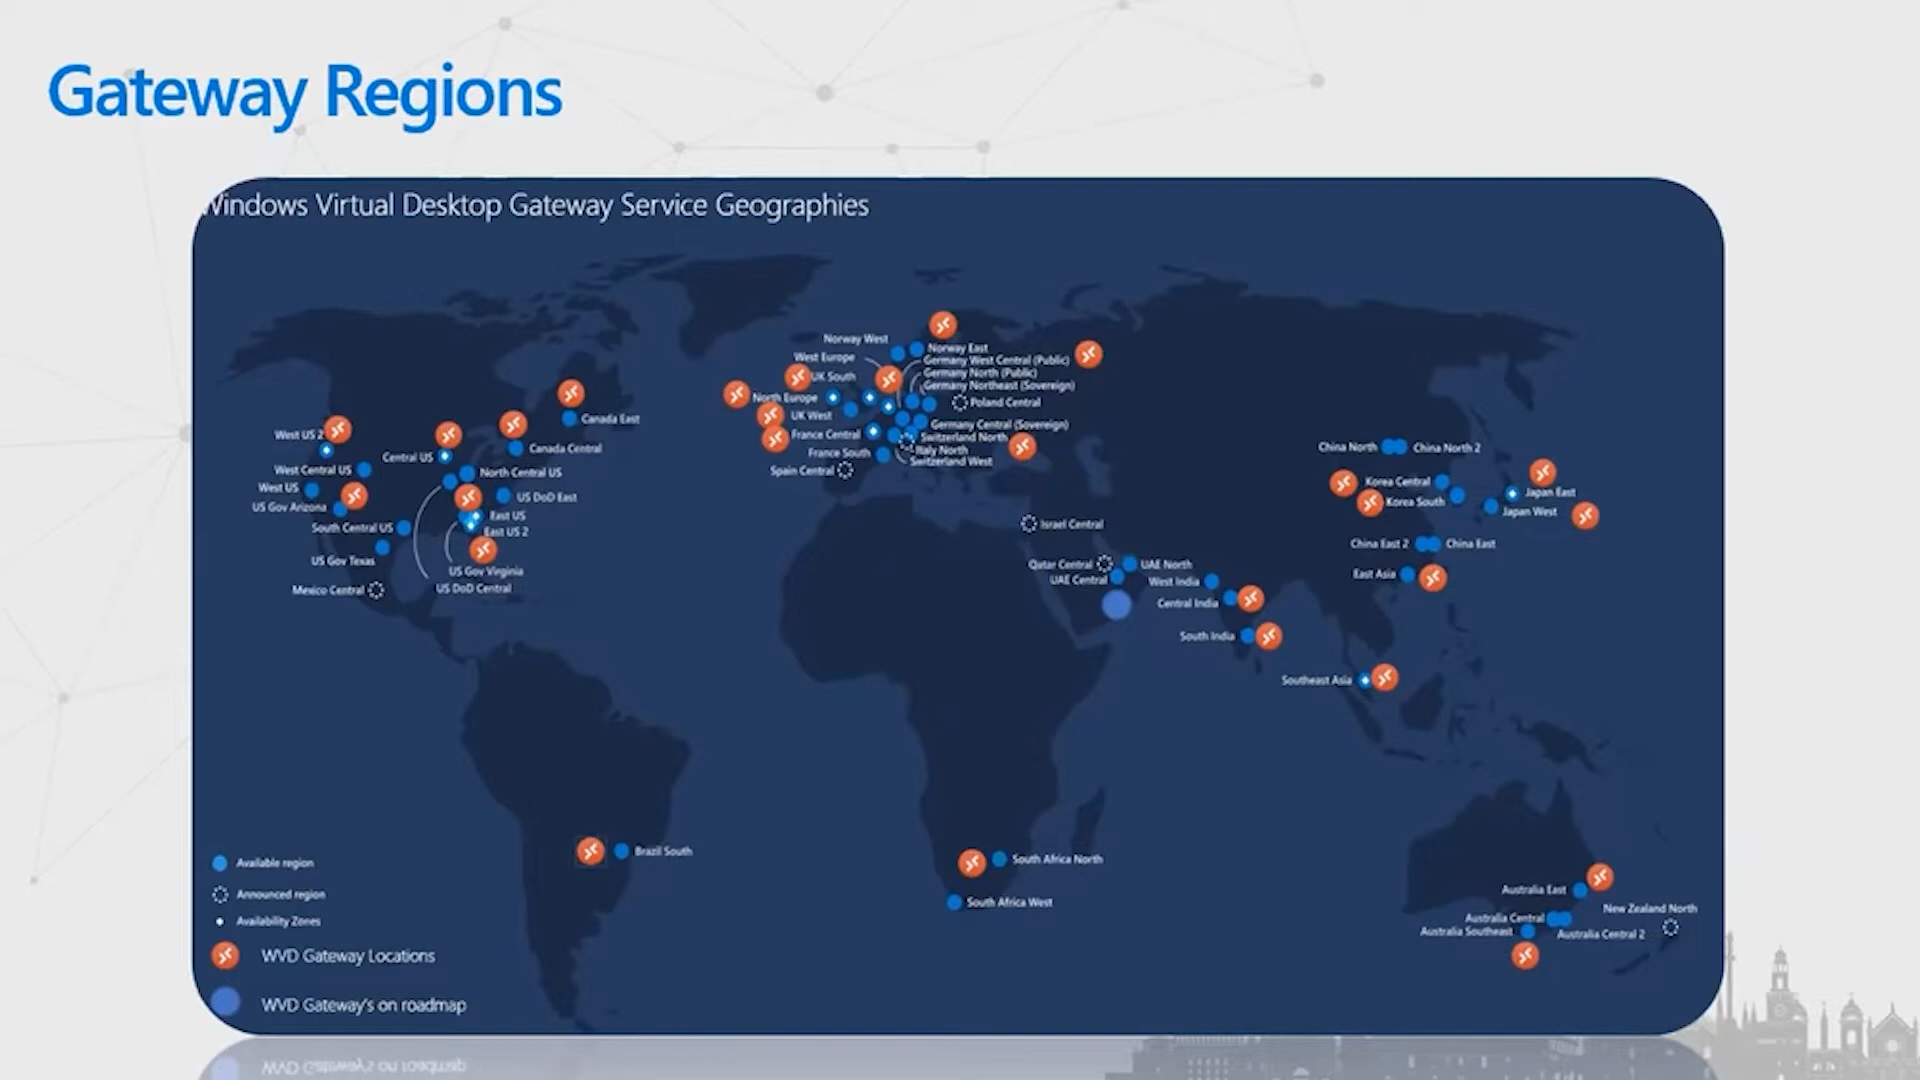 Gateway Regions
Windows Virtual Desktop Gateway Service Geographies
Norway West
Norway East
West Europe
Germany West Central (Public)
UK South
Germany North (Public)
Germany Northeast (Sovereign)
North Europe
Poland Central
UK West
Germany Central (Sovereign)
France Central
Switzerland North
Italy North
France South
Switzerland West
Spain Central
Canada East
West US 2
Canada Central
Central US
West Central US
North Central US
West US
US DoD East
US Gov Arizona
East US
South Central US
East US 2
US Gov Texas
US Gov Virginia
Mexico Central
US DoD Central
China North
China North 2
Korea Central
Japan East
Korea South
Japan West
Israel Central
China East 2
China East
Qatar Central
UAE North
East Asia
UAE Central
West India
Central India
South India
Southeast Asia
Brazil South
South Africa North
South Africa West
Australia East
New Zealand North
Australia Central
Australia Southeast
Australia Central 2
Available region
Announced region
Availability Zones
WVD Gateway Locations
WVD Gateway's on roadmap